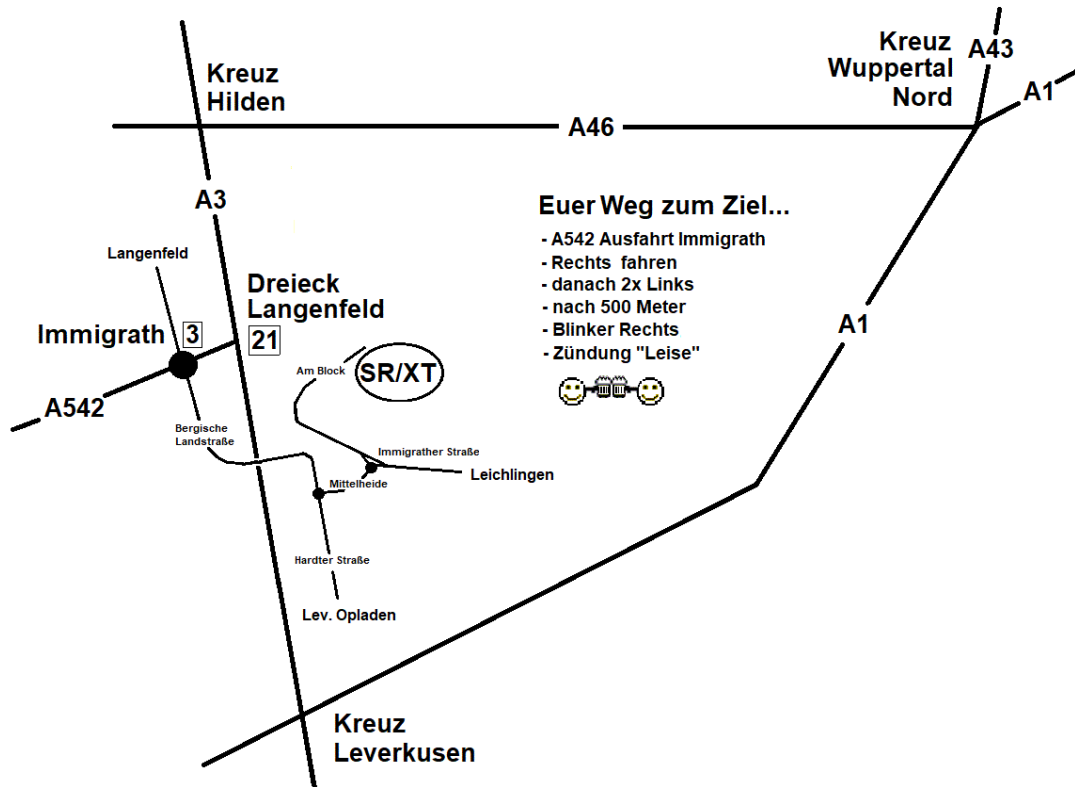 Kreuz
Hilden
Kreuz
Wuppertal
Nord
A43
A1
A46
A3
Euer Weg zum Ziel...
- A542 Ausfahrt Immigrath
- Rechts fahren
- danach 2x Links
- nach 500 Meter
- Blinker Rechts
- Zündung "Leise"
Langenfeld
Dreieck
Langenfeld
21
Immigrath 3
A1
Am Block
SR/XT
A542
Bergische
Landstraße
Immigrather Straße
Leichlingen
Mittelheide
Hardter Straße
Lev. Opladen
Kreuz
Leverkusen